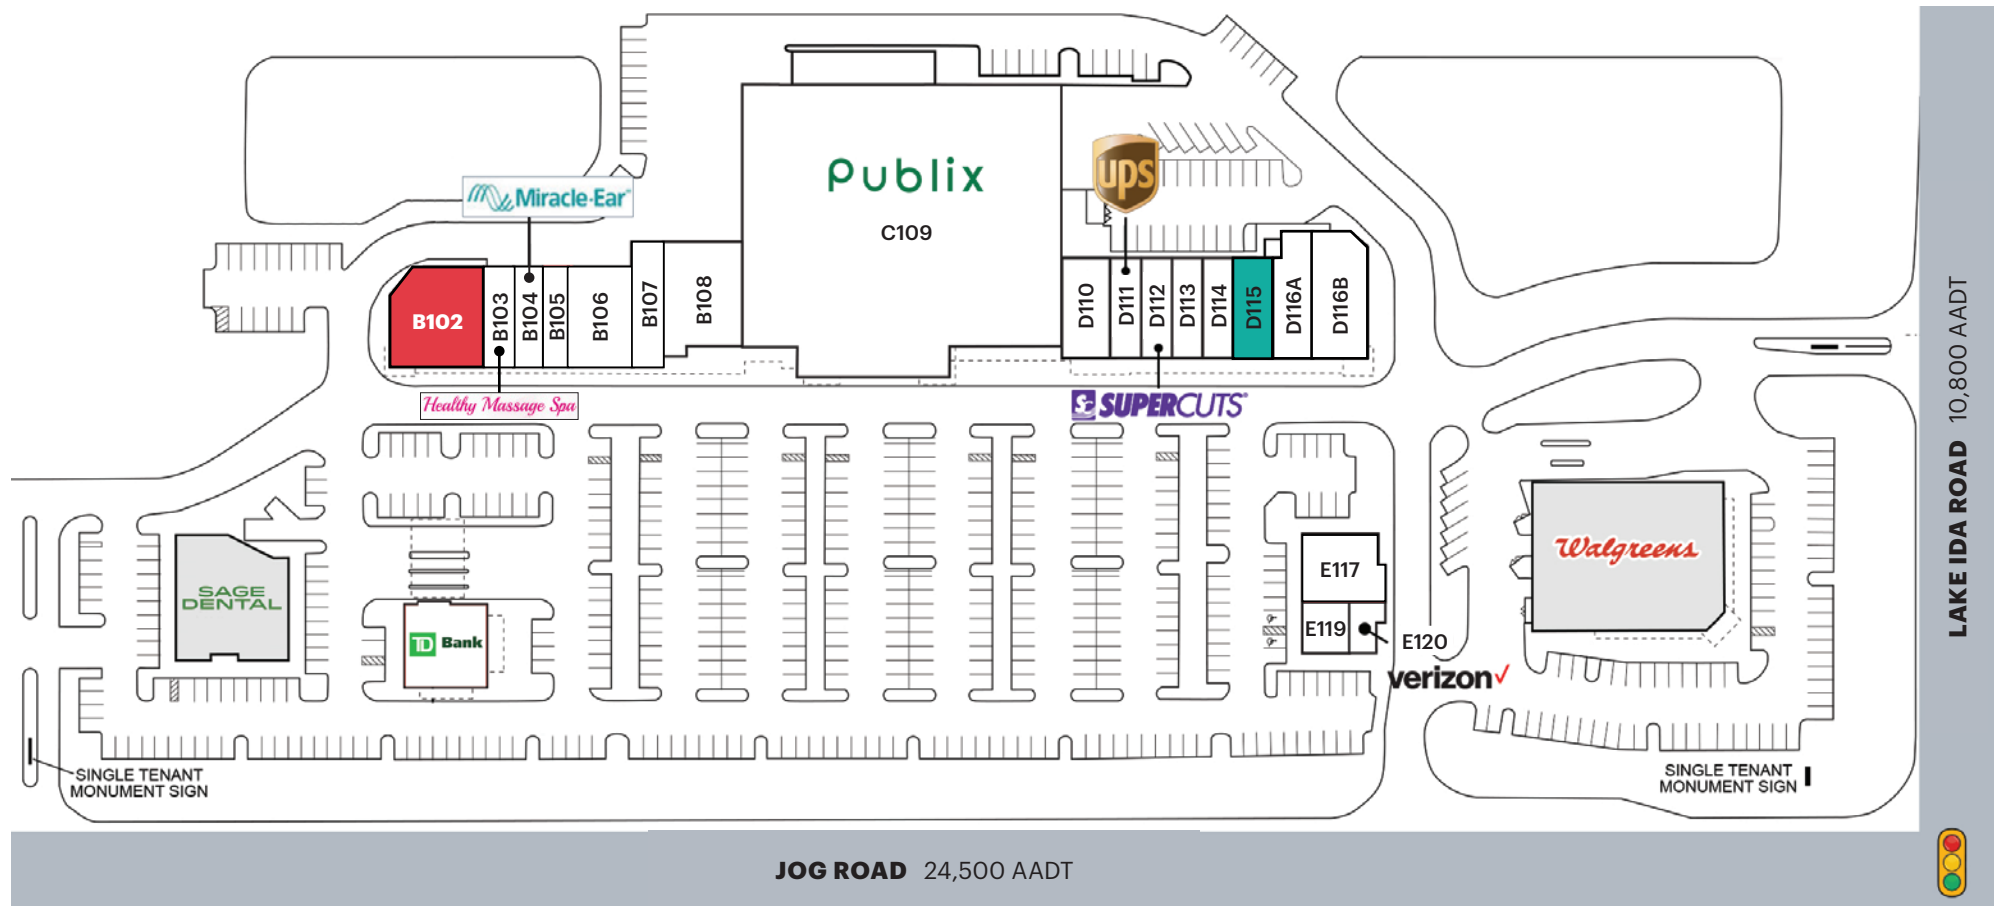 Publix
C109
ups
Miracle-Ear
B102
B103
B104
B105
B106
B107
B108
D110
D111
D112
D113
D114
D115
D116A
D116B
Healthy Massage Spa
SC SUPERCUTS
SAGE
DENTAL
TD Bank
E117
E119
E120
verizon
Walgreens
SINGLE TENANT
MONUMENT SIGN
SINGLE TENANT
MONUMENT SIGN
JOG ROAD 24,500 AADT
LAKE IDA ROAD 10,800 AADT